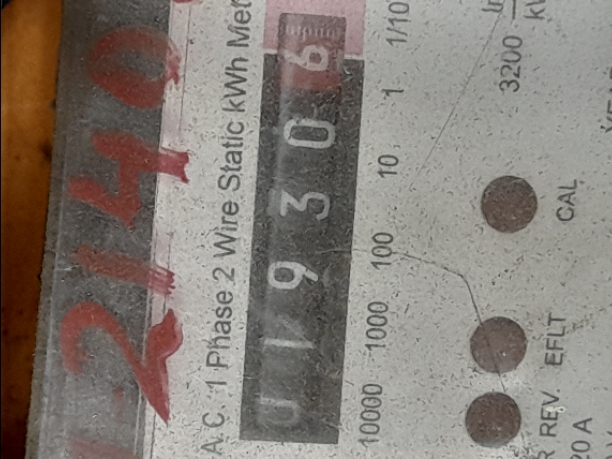 2140
A. C. 1 Phase 2 Wire Static kWh Met
0 1 9 3 0 6
10000 1000 100 10 1 1/10
3200
REV. EFLT CAL
20 A